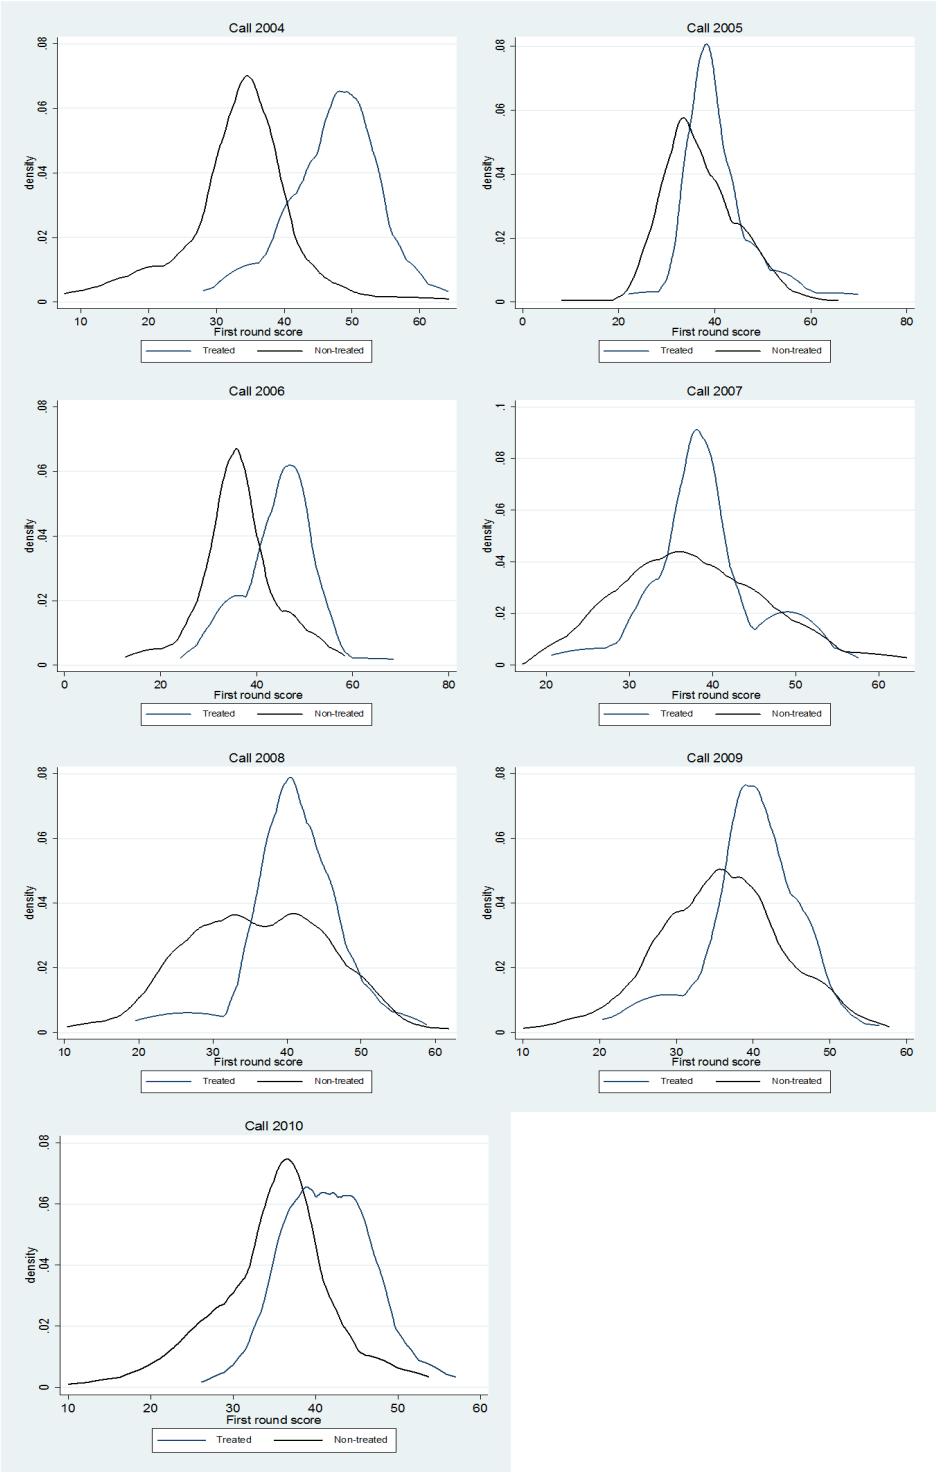 Call 2004
density
0 .02 .04 .06 .08
10 20 30 40 50 60
First round score
Treated Non-treated
Call 2005
density
0 .02 .04 .06 .08
0 20 40 60 80
First round score
Treated Non-treated
Call 2006
density
0 .02 .04 .06 .08
0 20 40 60 80
First round score
Treated Non-treated
Call 2007
density
0 .02 .04 .06 .08 .1
20 30 40 50 60
First round score
Treated Non-treated
Call 2008
density
0 .02 .04 .06 .08
10 20 30 40 50 60
First round score
Treated Non-treated
Call 2009
density
0 .02 .04 .06 .08
10 20 30 40 50 60
First round score
Treated Non-treated
Call 2010
density
0 .02 .04 .06 .08
10 20 30 40 50 60
First round score
Treated Non-treated